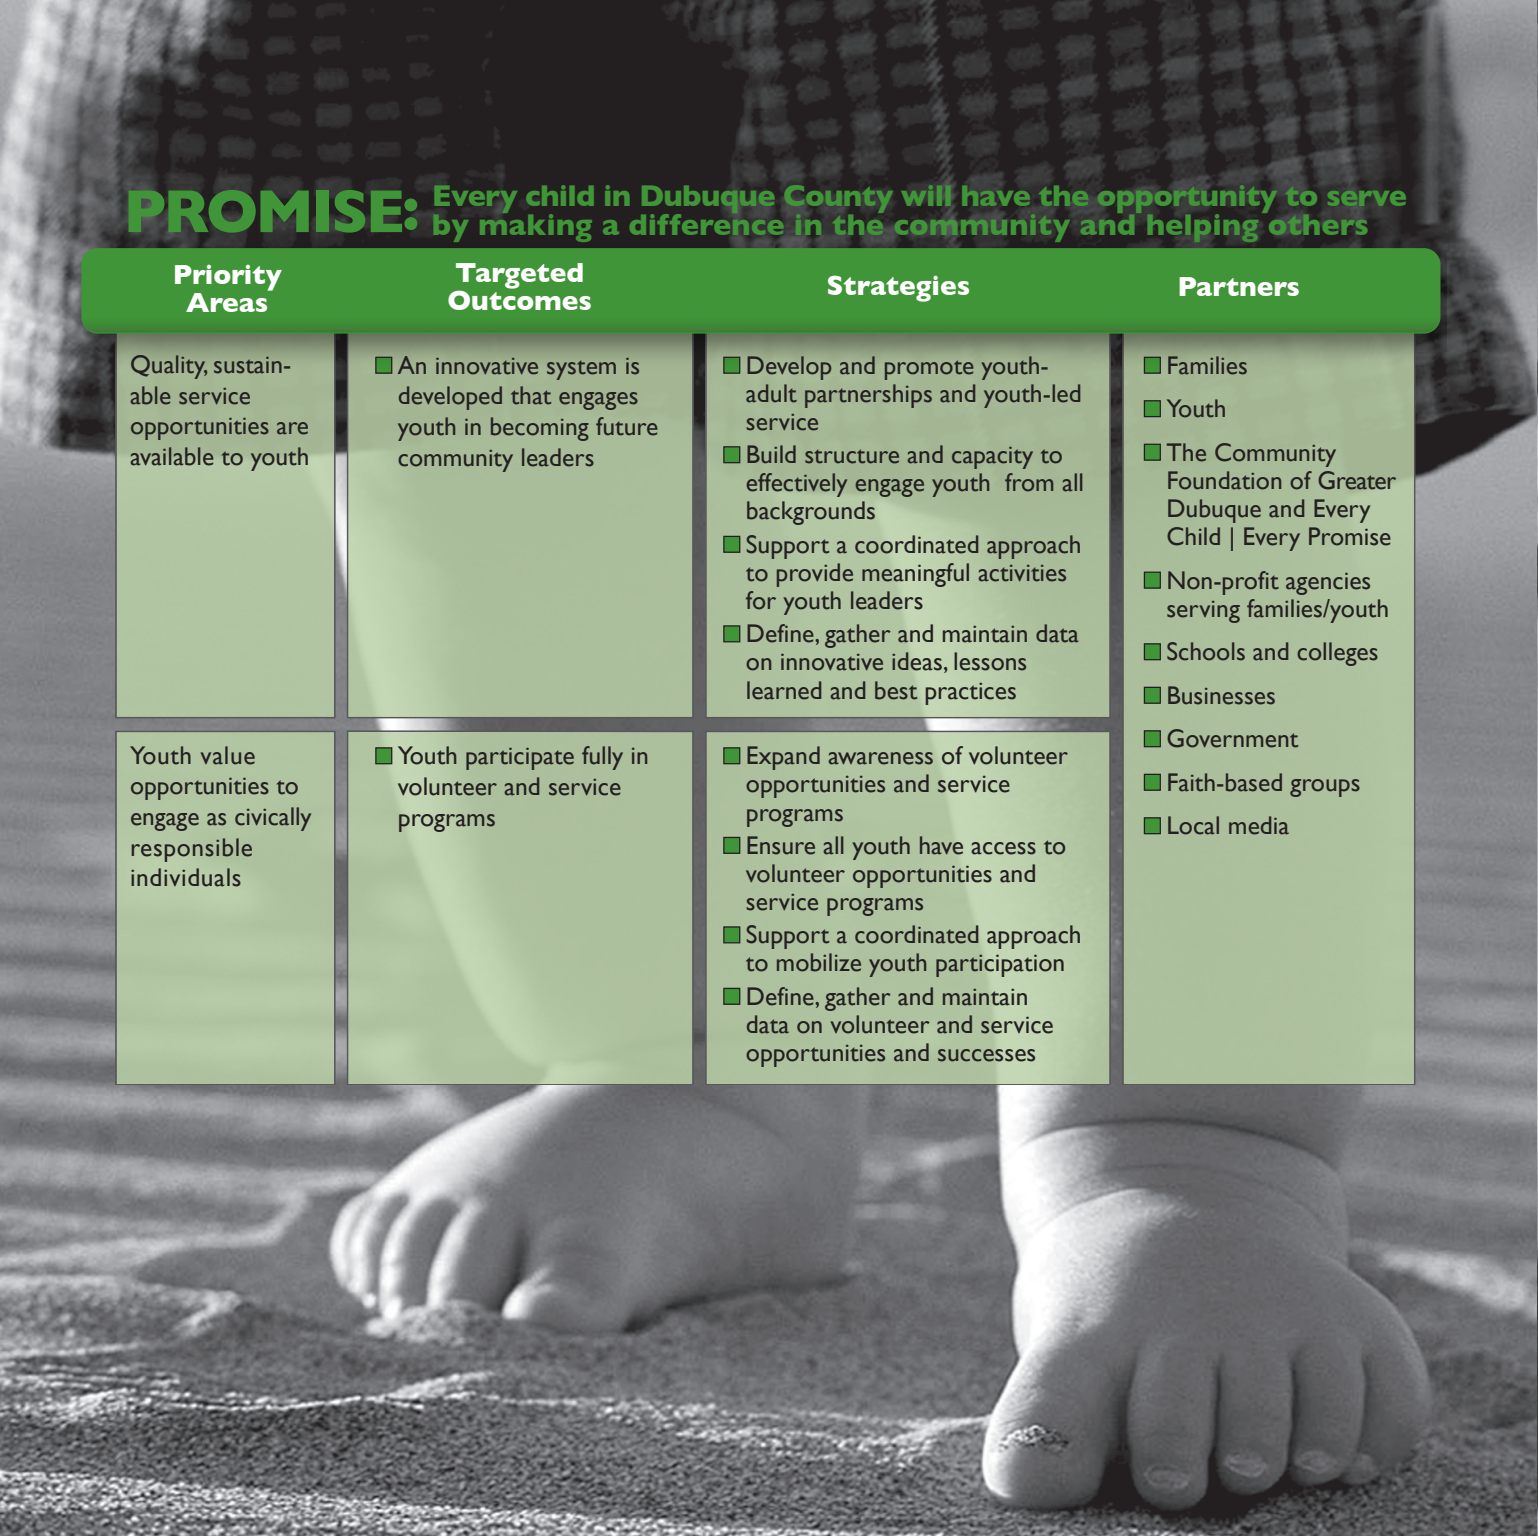 PROMISE: Every child in Dubuque County will have the opportunity to serve
by making a difference in the community and helping others
Priority
Areas
Targeted
Outcomes
Strategies
Partners
Quality, sustain-
able service
opportunities are
available to youth
An innovative system is
developed that engages
youth in becoming future
community leaders
Develop and promote youth-
adult partnerships and youth-led
service
Build structure and capacity to
effectively engage youth  from all
backgrounds
Support a coordinated approach
to provide meaningful activities
for youth leaders
Define, gather and maintain data
on innovative ideas, lessons
learned and best practices
Youth value
opportunities to
engage as civically
responsible
individuals
Youth participate fully in
volunteer and service
programs
Expand awareness of volunteer
opportunities and service
programs
Ensure all youth have access to
volunteer opportunities and
service programs
Support a coordinated approach
to mobilize youth participation
Define, gather and maintain
data on volunteer and service
opportunities and successes
Families
Youth
The Community
Foundation of Greater
Dubuque and Every
Child | Every Promise
Non-profit agencies
serving families/youth
Schools and colleges
Businesses
Government
Faith-based groups
Local media